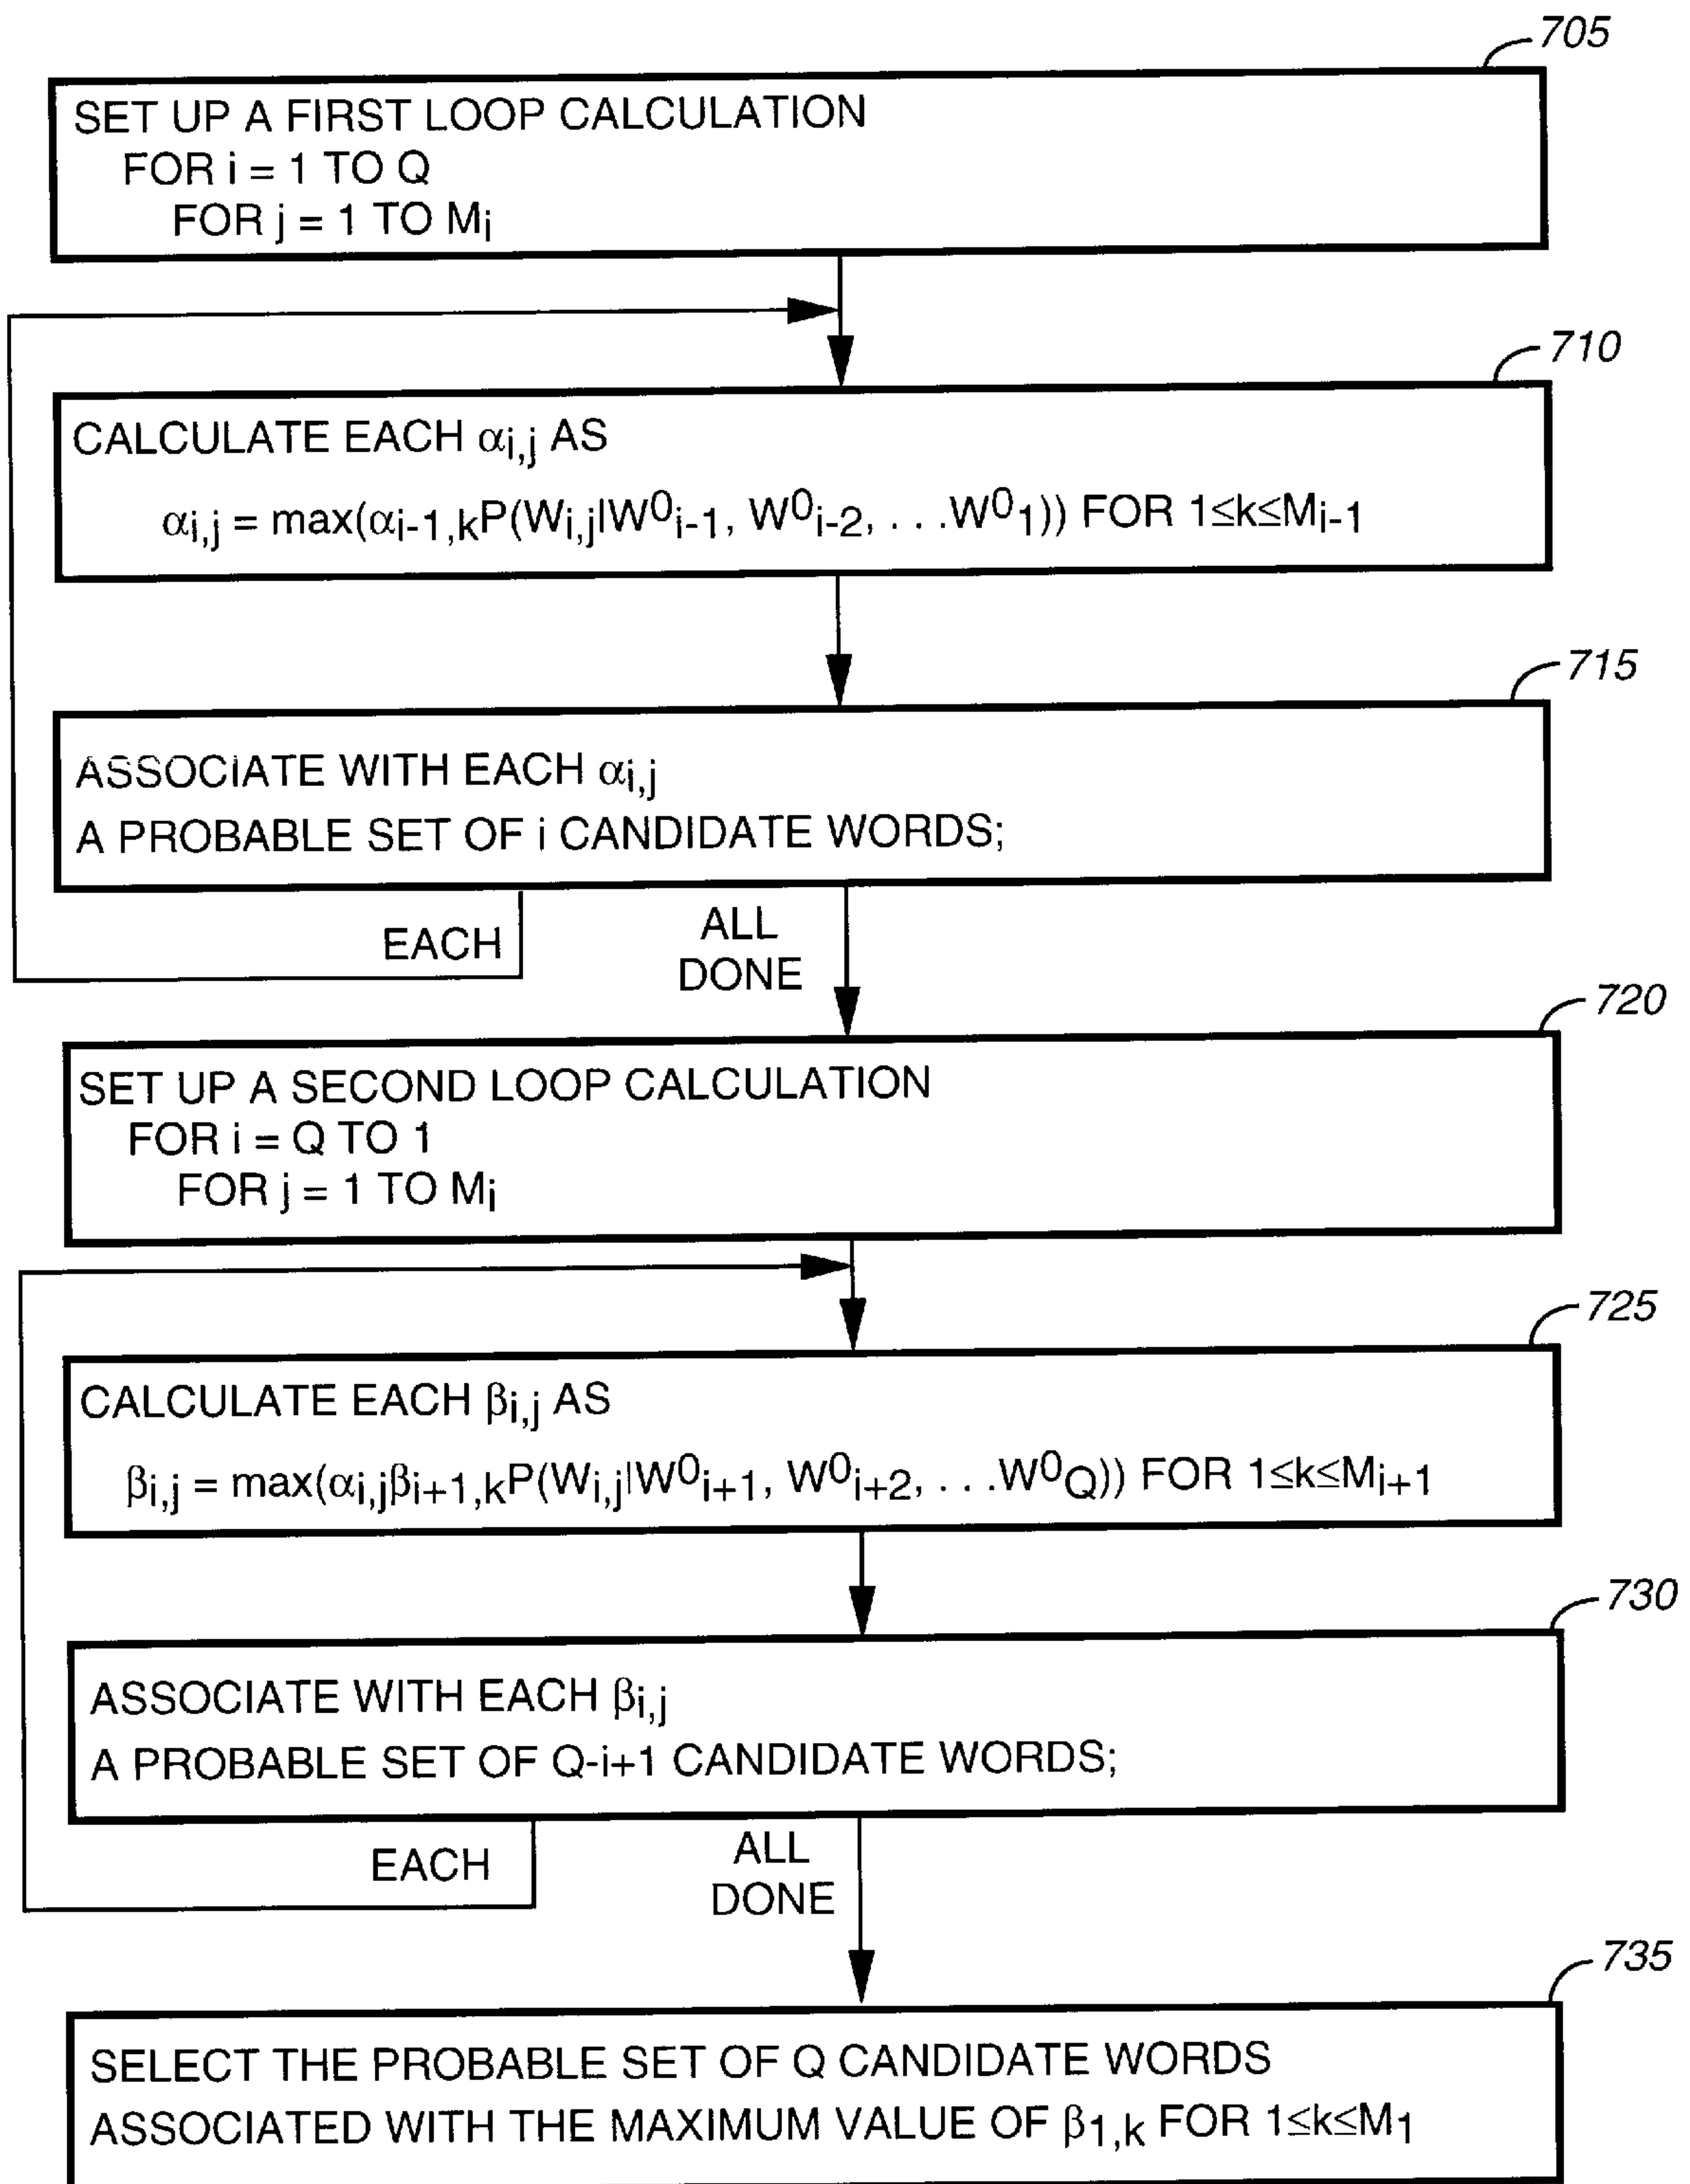 705
SET UP A FIRST LOOP CALCULATION
FOR i = 1 TO Q
FOR j = 1 TO Mi
710
CALCULATE EACH αi,j AS
αi,j = max(αi-1,kP(Wi,j|W0i-1, W0i-2, . . .W01)) FOR 1≤k≤Mi-1
715
ASSOCIATE WITH EACH αi,j
A PROBABLE SET OF i CANDIDATE WORDS;
EACH
ALL
DONE
720
SET UP A SECOND LOOP CALCULATION
FOR i = Q TO 1
FOR j = 1 TO Mi
725
CALCULATE EACH βi,j AS
βi,j = max(αi,jβi+1,kP(Wi,j|W0i+1, W0i+2, . . .W0Q)) FOR 1≤k≤Mi+1
730
ASSOCIATE WITH EACH βi,j
A PROBABLE SET OF Q-i+1 CANDIDATE WORDS;
EACH
ALL
DONE
735
SELECT THE PROBABLE SET OF Q CANDIDATE WORDS
ASSOCIATED WITH THE MAXIMUM VALUE OF β1,k FOR 1≤k≤M1